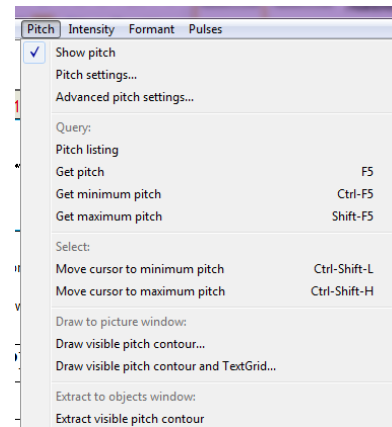 Pitch Intensity Formant Pulses
✓ Show pitch
Pitch settings...
Advanced pitch settings...
Query:
Pitch listing
Get pitch F5
Get minimum pitch Ctrl-F5
Get maximum pitch Shift-F5
Select:
Move cursor to minimum pitch Ctrl-Shift-L
Move cursor to maximum pitch Ctrl-Shift-H
Draw to picture window:
Draw visible pitch contour...
Draw visible pitch contour and TextGrid...
Extract to objects window:
Extract visible pitch contour